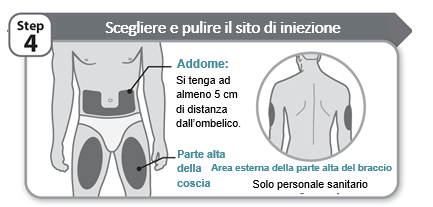 Step
4
Scegliere e pulire il sito di iniezione
Addome:
Si tenga ad
almeno 5 cm
di distanza
dall'ombelico.
Parte alta
della
coscia
Area esterna della parte alta del braccio
Solo personale sanitario